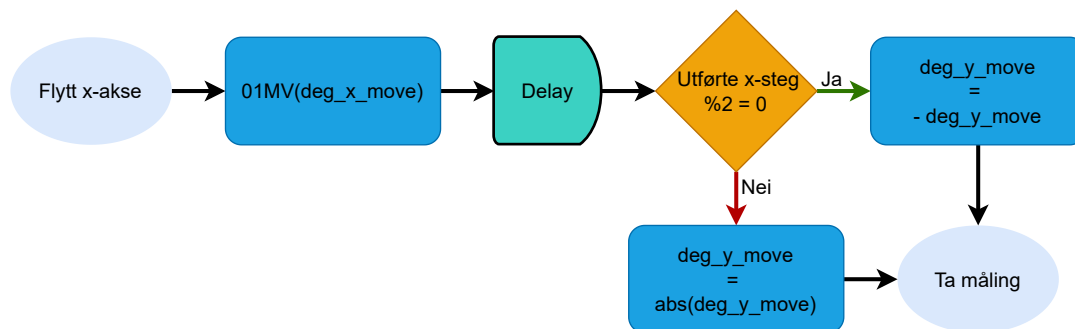 Flytt x-akse
01MV(deg_x_move)
Delay
Utførte x-steg
%2 = 0
Ja
deg_y_move
=
- deg_y_move
Nei
deg_y_move
=
abs(deg_y_move)
Ta måling